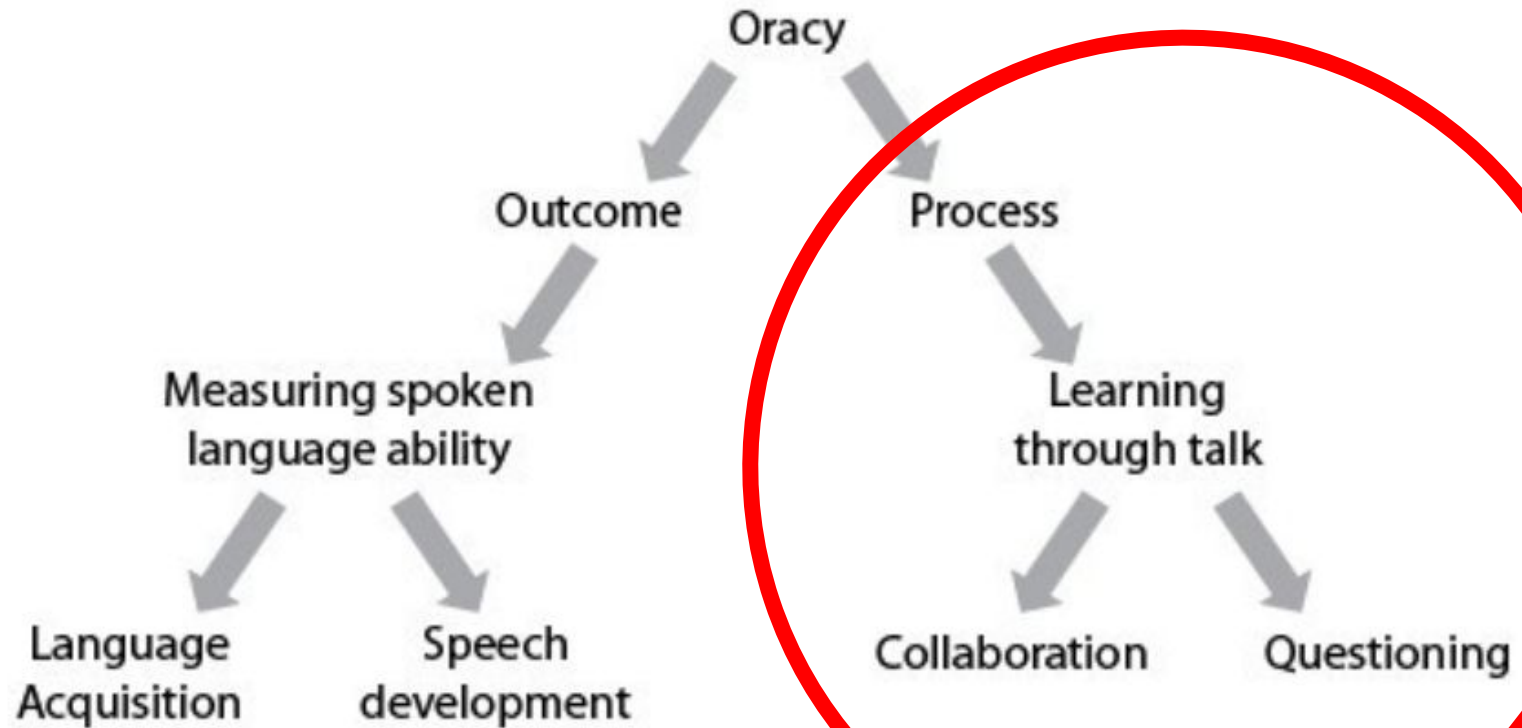 Oracy
Outcome
Process
Measuring spoken
language ability
Learning
through talk
Language
Acquisition
Speech
development
Collaboration
Questioning